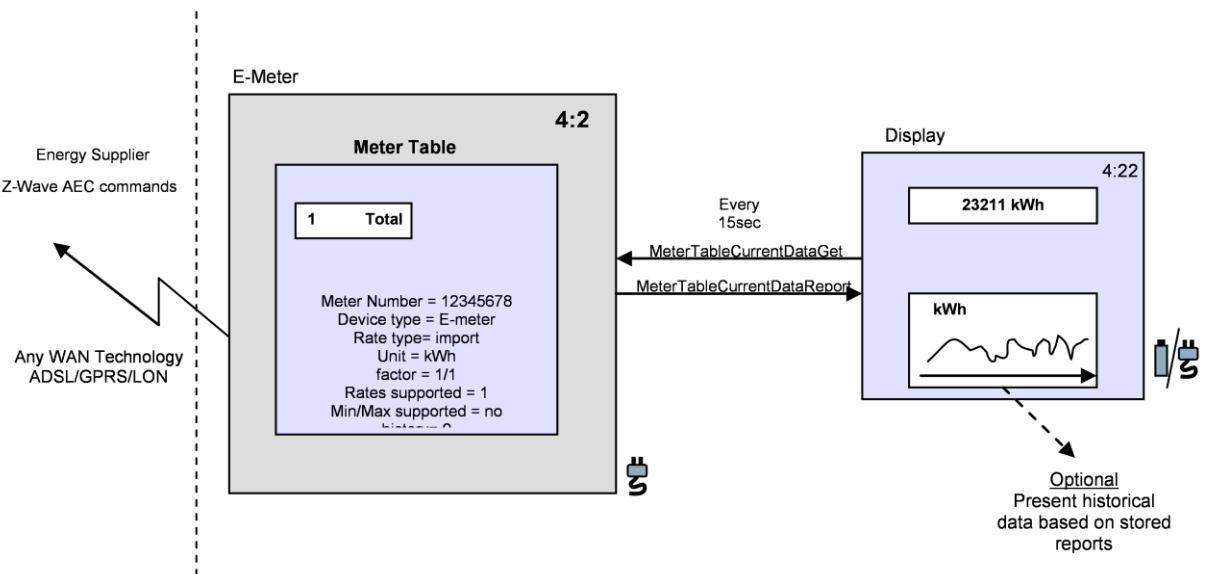 E-Meter
4:2
Meter Table
1 Total
Meter Number = 12345678
Device type = E-meter
Rate type= import
Unit = kWh
factor = 1/1
Rates supported = 1
Min/Max supported = no
Energy Supplier
Z-Wave AEC commands
Any WAN Technology
ADSL/GPRS/LON
Every
15sec
MeterTableCurrentDataGet
MeterTableCurrentDataReport
Display
4:22
23211 kWh
kWh
Optional
Present historical
data based on stored
reports